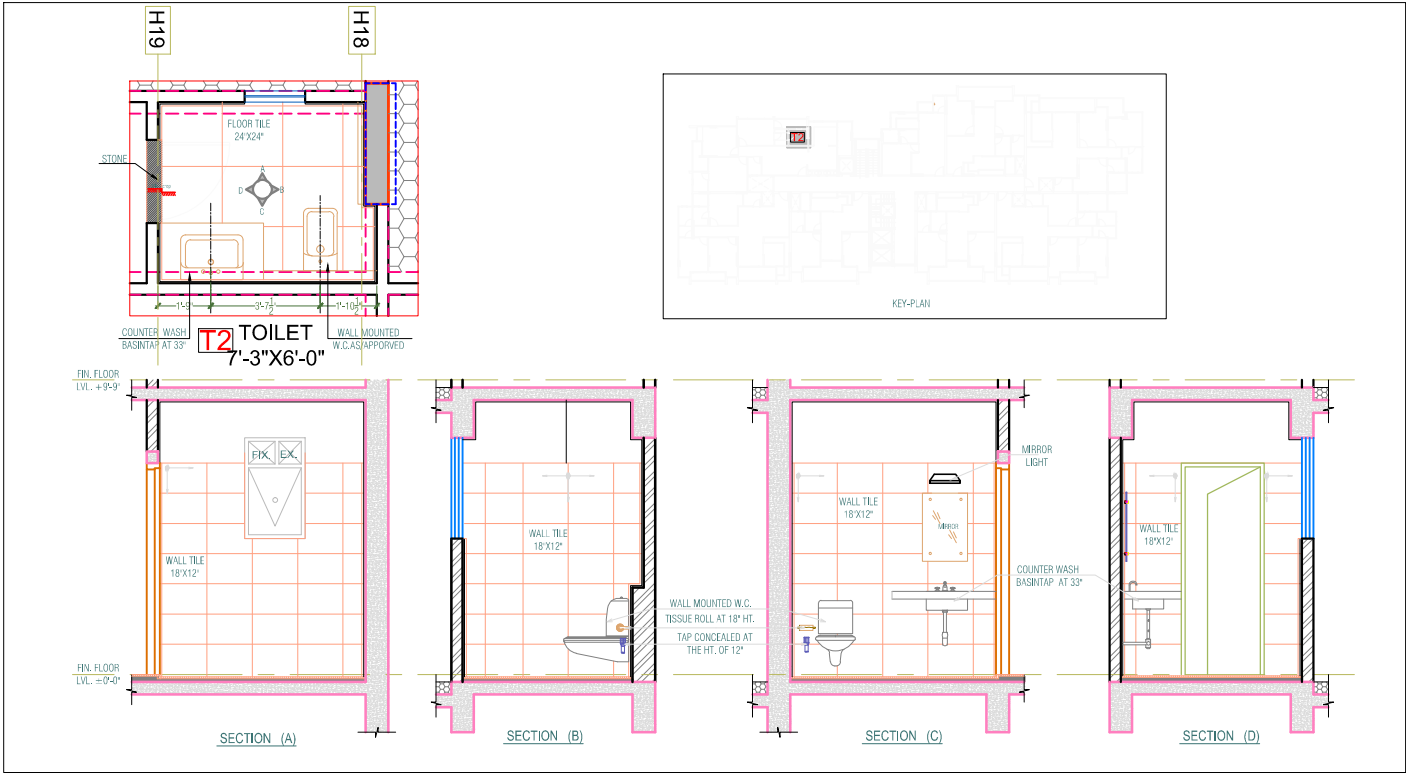 H19
H18
FLOOR TILE
24"X24"
STONE
A
D
B
C
T2
KEY-PLAN
1'-9"
3'-7½"
1'-10½"
COUNTER WASH
BASINTAP AT 33"
T2
TOILET
7'-3"X6'-0"
WALL MOUNTED
W.C.AS/APPORVED
FIN. FLOOR
LVL. +9'-9"
FIX.
EX.
WALL TILE
18"X12"
WALL TILE
18"X12"
WALL TILE
18"X12"
MIRROR
LIGHT
MIRROR
WALL TILE
18"X12"
COUNTER WASH
BASINTAP AT 33"
WALL MOUNTED W.C.
TISSUE ROLL AT 18" HT.
TAP CONCEALED AT
THE HT. OF 12"
FIN. FLOOR
LVL. ±0'-0"
SECTION (A)
SECTION (B)
SECTION (C)
SECTION (D)